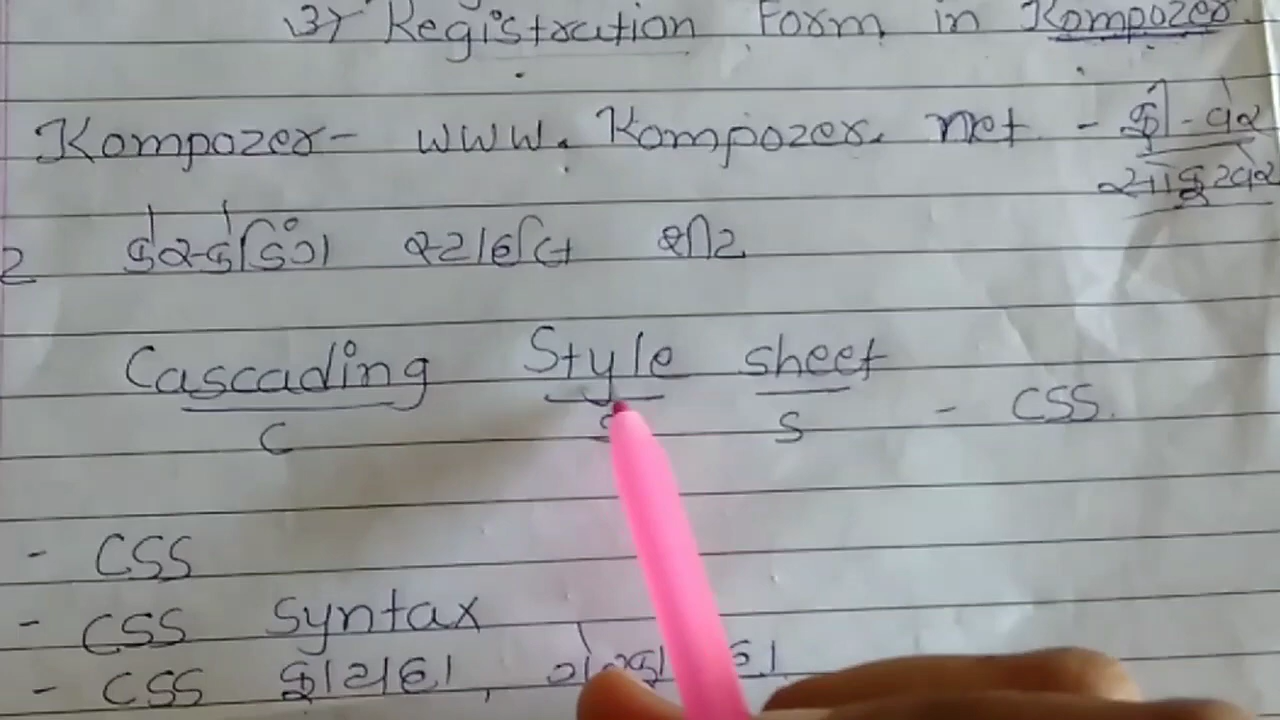 3) Registration Form in Kompozer.
Kompozer - www. Kompozer. net - ફ્રી - વેર
સોફ્ટવેર
2 કેસ્કેડિંગ સ્ટાઈલ શીટ
Cascading Style sheet
C S S - CSS.
- CSS
- CSS Syntax
- CSS ફાયદા,